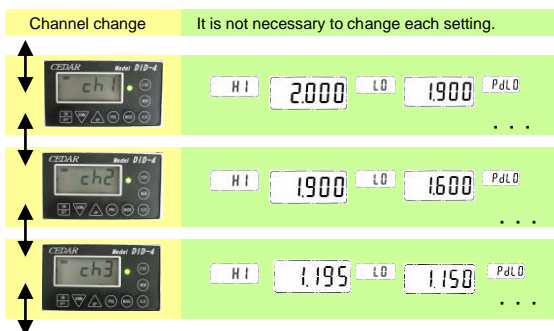 Channel change It is not necessary to change each setting.
CEDAR Model DID-4
ch1
HI 2.000 LO 1.900 PdLO
. . .
CEDAR Model DID-4
ch2
HI 1.900 LO 1.600 PdLO
. . .
CEDAR Model DID-4
ch3
HI 1.195 LO 1.150 PdLO
. . .